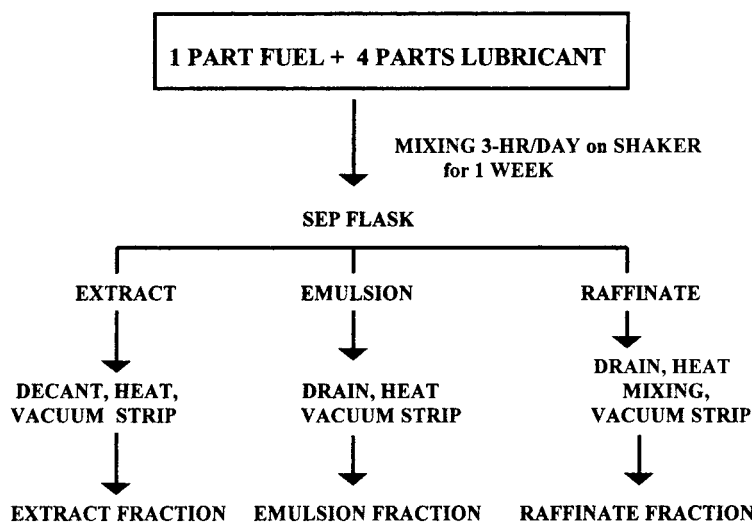 1 PART FUEL + 4 PARTS LUBRICANT
MIXING 3-HR/DAY on SHAKER
for 1 WEEK
SEP FLASK
EXTRACT
EMULSION
RAFFINATE
DECANT, HEAT,
VACUUM STRIP
DRAIN, HEAT
VACUUM STRIP
DRAIN, HEAT
MIXING,
VACUUM STRIP
EXTRACT FRACTION
EMULSION FRACTION
RAFFINATE FRACTION